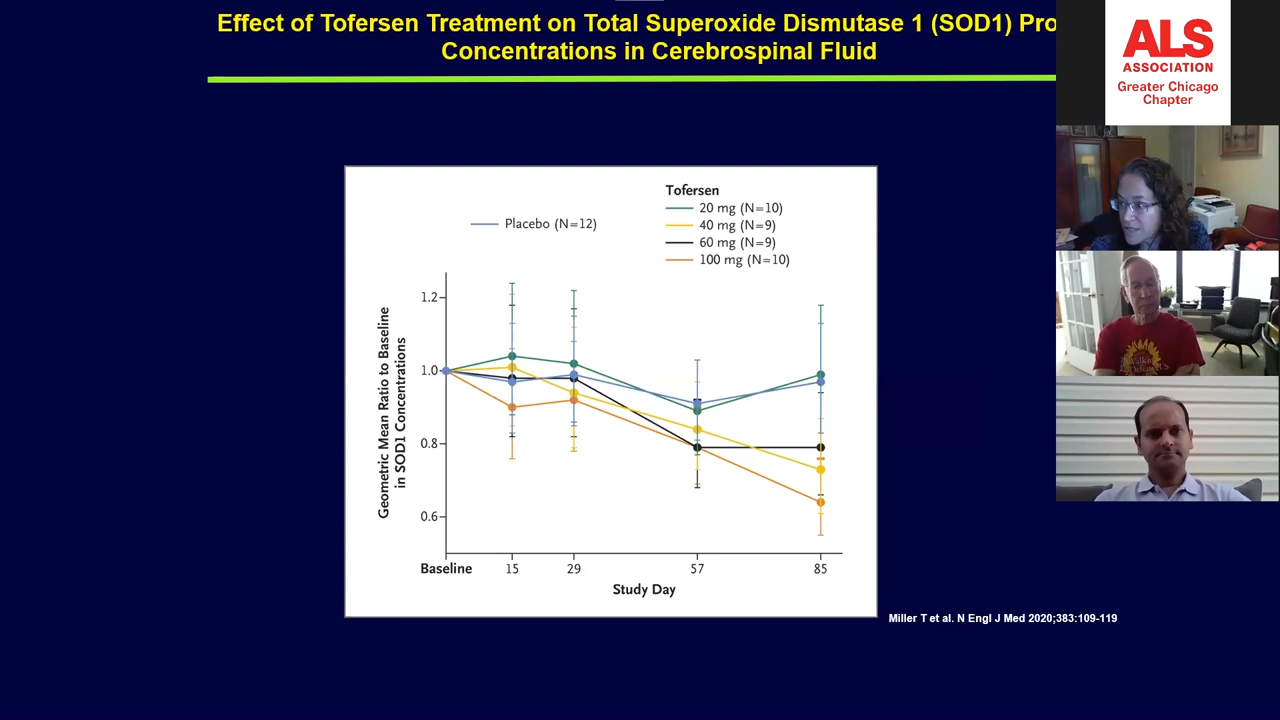 Effect of Tofersen Treatment on Total Superoxide Dismutase 1 (SOD1) Pro
Concentrations in Cerebrospinal Fluid
ALS
ASSOCIATION
Greater Chicago
Chapter
Tofersen
Placebo (N=12)
20 mg (N=10)
40 mg (N=9)
60 mg (N=9)
100 mg (N=10)
Geometric Mean Ratio to Baseline
in SOD1 Concentrations
1.2
1.0
0.8
0.6
Baseline
15
29
57
85
Study Day
Miller T et al. N Engl J Med 2020;383:109-119